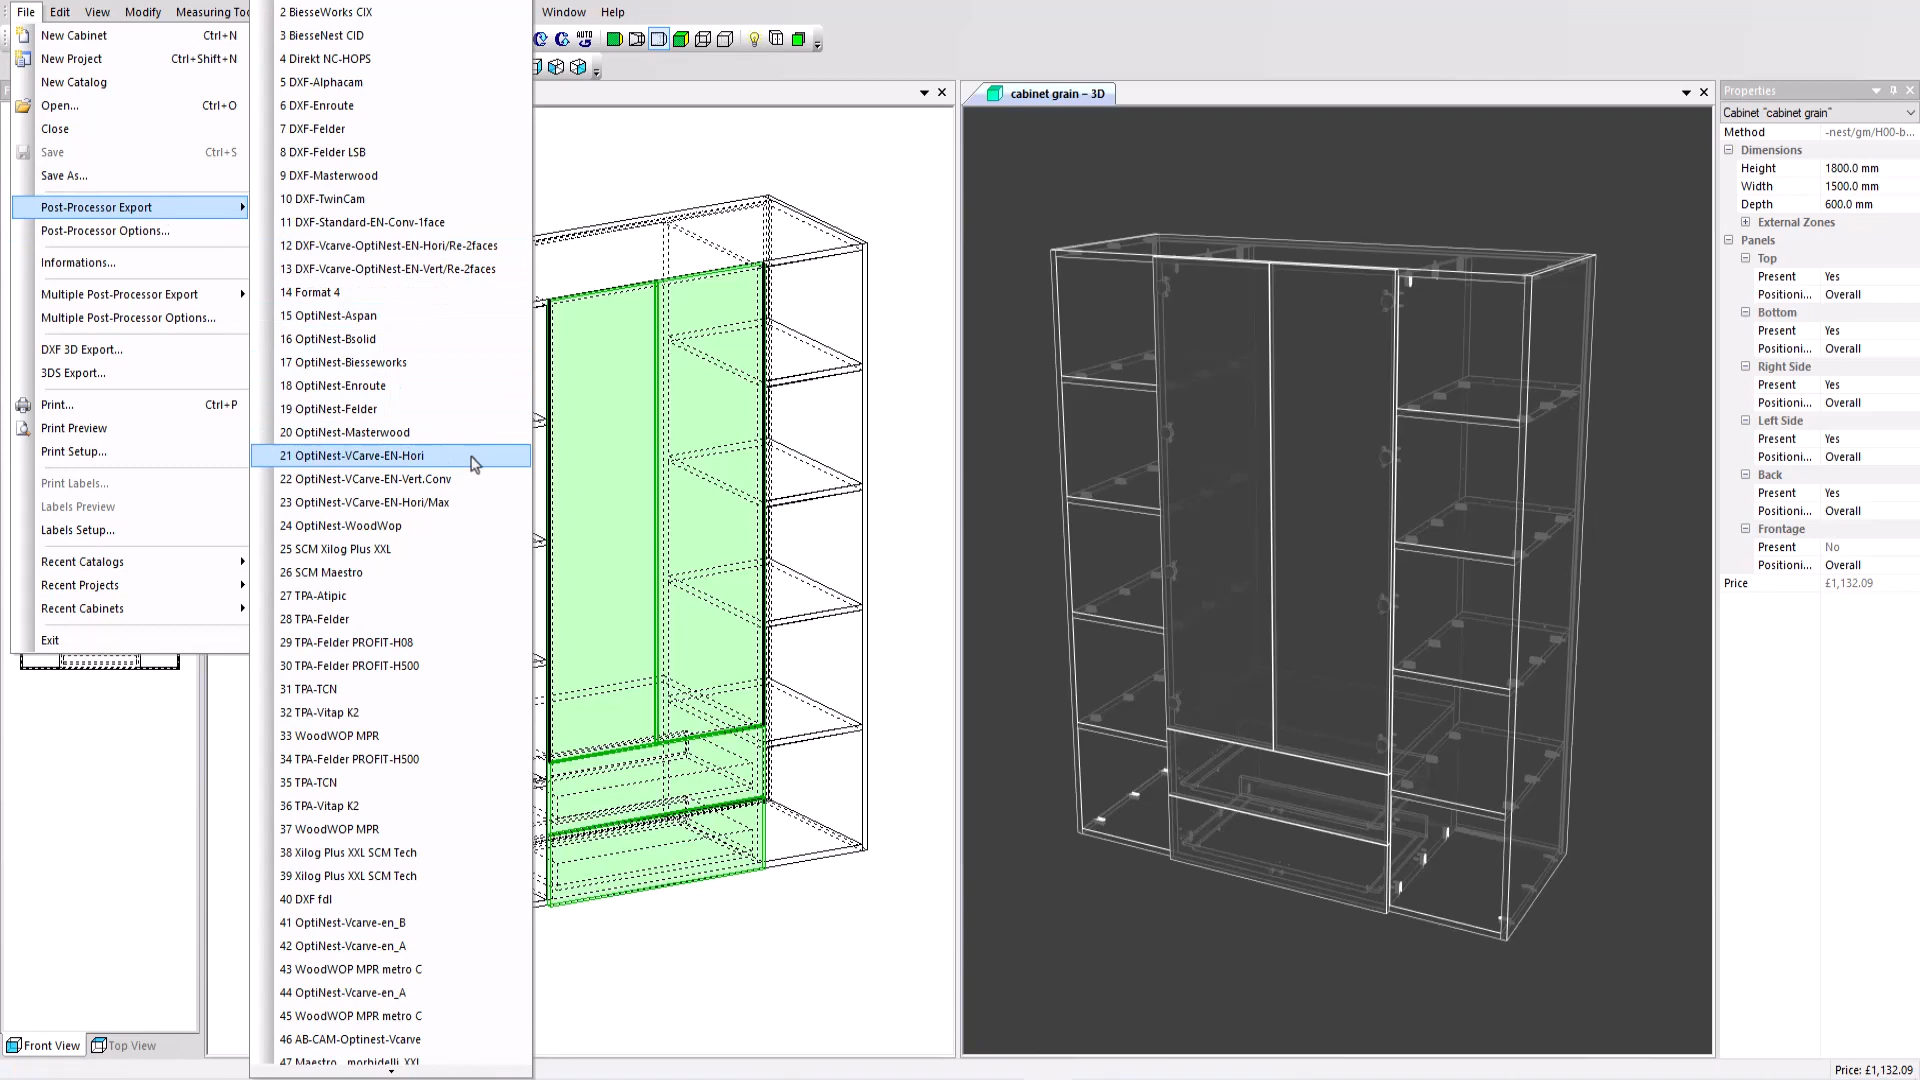 File Edit View Modify Measuring Window Help
New Cabinet Ctrl+N
New Project Ctrl+Shift+N
New Catalog
Open... Ctrl+O
Close
Save Ctrl+S
Save As...
Post-Processor Export
Post-Processor Options...
Informations...
Multiple Post-Processor Export
Multiple Post-Processor Options...
DXF 3D Export...
3DS Export...
Print... Ctrl+P
Print Preview
Print Setup...
Print Labels...
Labels Preview
Labels Setup...
Recent Catalogs
Recent Projects
Recent Cabinets
Exit
2 BiesseWorks CIX
3 BiesseNest CID
4 Direkt NC-HOPS
5 DXF-Alphacam
6 DXF-Enroute
7 DXF-Felder
8 DXF-Felder LSB
9 DXF-Masterwood
10 DXF-TwinCam
11 DXF-Standard-EN-Conv-1face
12 DXF-Vcarve-OptiNest-EN-Hori/Re-2faces
13 DXF-Vcarve-OptiNest-EN-Vert/Re-2faces
14 Format 4
15 OptiNest-Aspan
16 OptiNest-Bsolid
17 OptiNest-Biesseworks
18 OptiNest-Enroute
19 OptiNest-Felder
20 OptiNest-Masterwood
21 OptiNest-VCarve-EN-Hori
22 OptiNest-VCarve-EN-Vert.Conv
23 OptiNest-VCarve-EN-Hori/Max
24 OptiNest-WoodWop
25 SCM Xilog Plus XXL
26 SCM Maestro
27 TPA-Atipic
28 TPA-Felder
29 TPA-Felder PROFIT-H08
30 TPA-Felder PROFIT-H500
31 TPA-TCN
32 TPA-Vitap K2
33 WoodWOP MPR
34 TPA-Felder PROFIT-H500
35 TPA-TCN
36 TPA-Vitap K2
37 WoodWOP MPR
38 Xilog Plus XXL SCM Tech
39 Xilog Plus XXL SCM Tech
40 DXF fdl
41 OptiNest-Vcarve-en_B
42 OptiNest-Vcarve-en_A
43 WoodWOP MPR metro C
44 OptiNest-Vcarve-en_A
45 WoodWOP MPR metro C
46 AB-CAM-Optinest-Vcarve
47 Maestro morbidelli XXL
AUTO
cabinet grain – 3D
Properties
Cabinet "cabinet grain"
Method -nest/gm/H00-b...
Dimensions
Height 1800.0 mm
Width 1500.0 mm
Depth 600.0 mm
External Zones
Panels
Top
Present Yes
Positioni... Overall
Bottom
Present Yes
Positioni... Overall
Right Side
Present Yes
Positioni... Overall
Left Side
Present Yes
Positioni... Overall
Back
Present Yes
Positioni... Overall
Frontage
Present No
Positioni... Overall
Price £1,132.09
Front View Top View
Price: £1,132.09